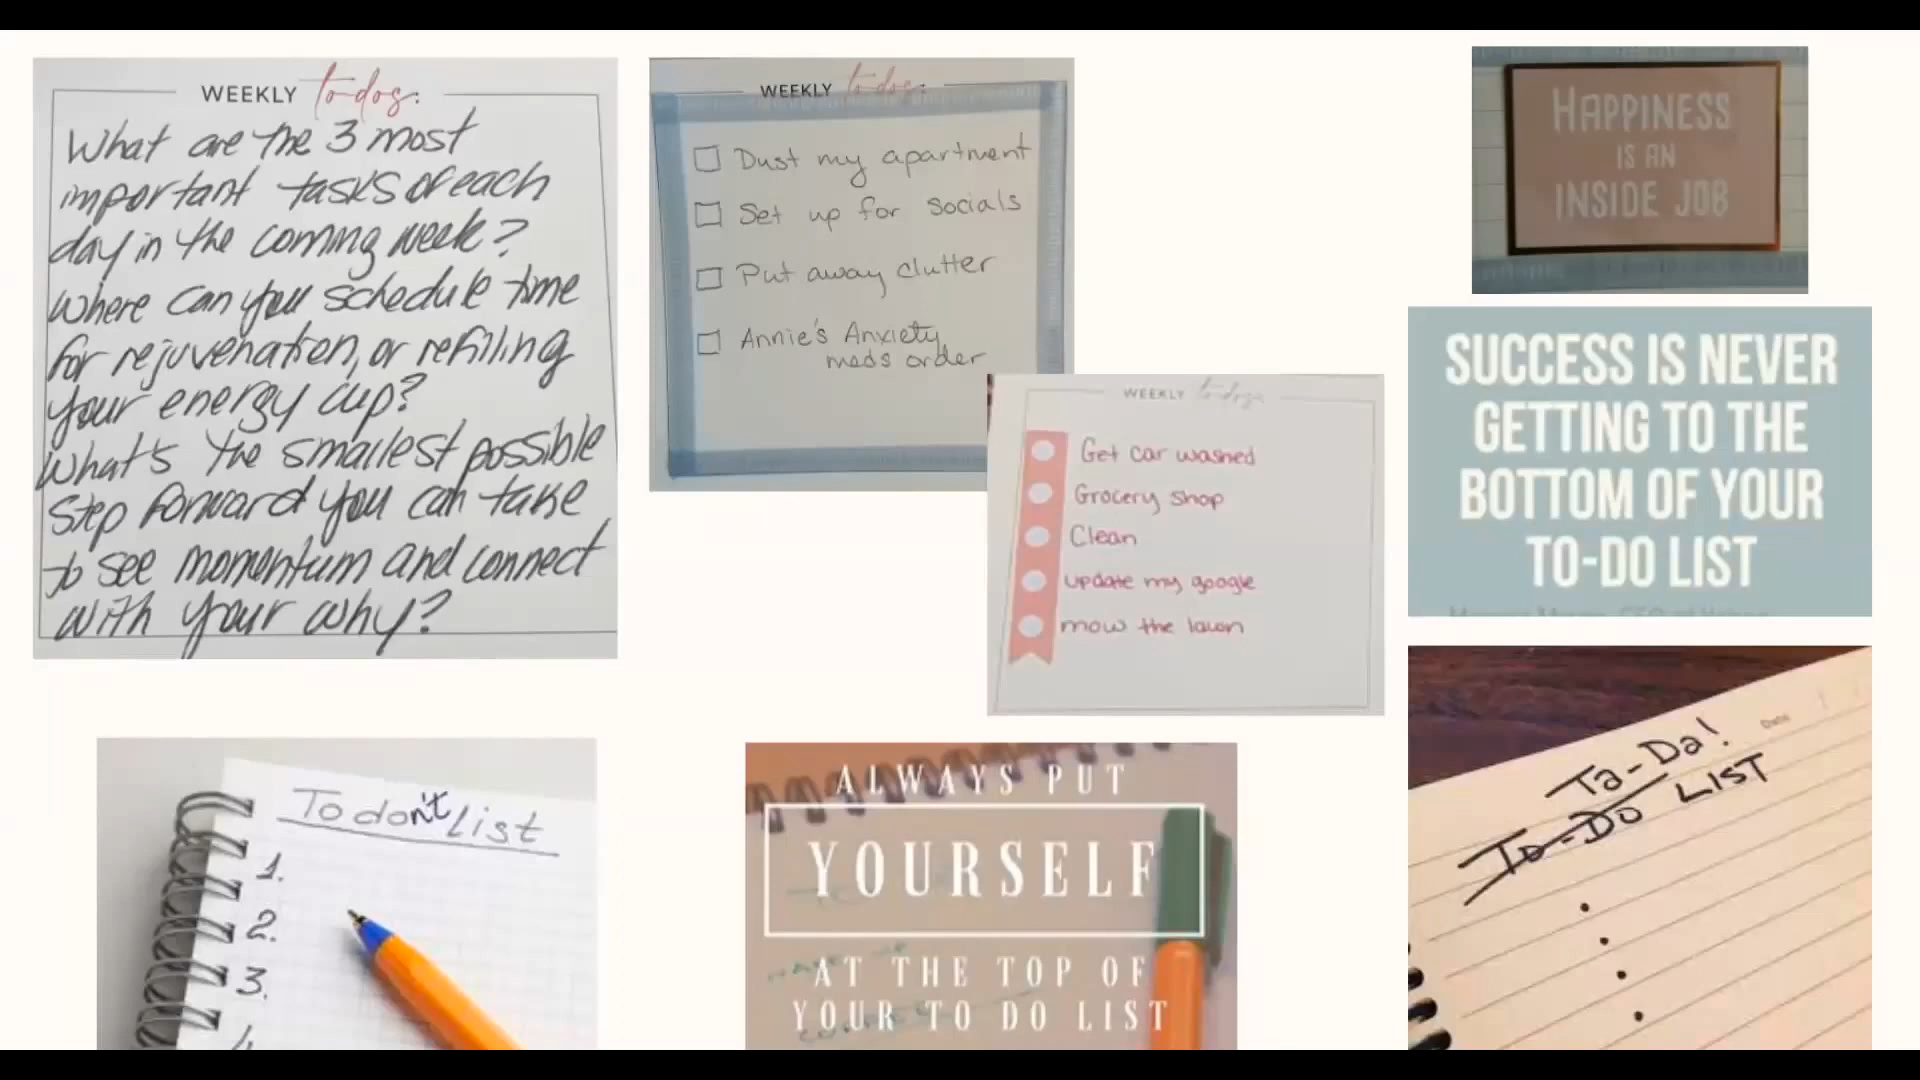 WEEKLY to-dos:
What are the 3 most
important tasks of each
day in the coming week?
Where can you schedule time
for rejuvenation, or refilling
your energy cup?
What's the smallest possible
step forward you can take
to see momentum and connect
with your why?
WEEKLY to-dos:
Dust my apartment
Set up for socials
Put away clutter
Annie's Anxiety
meds order
WEEKLY to-dos:
Get car washed
Grocery shop
Clean
update my google
mow the lawn
HAPPINESS
IS AN
INSIDE JOB
SUCCESS IS NEVER
GETTING TO THE
BOTTOM OF YOUR
TO-DO LIST
To don't List
1.
2.
3.
ALWAYS PUT
YOURSELF
AT THE TOP OF
YOUR TO DO LIST
Date
Ta-Da!
To-Do LIST